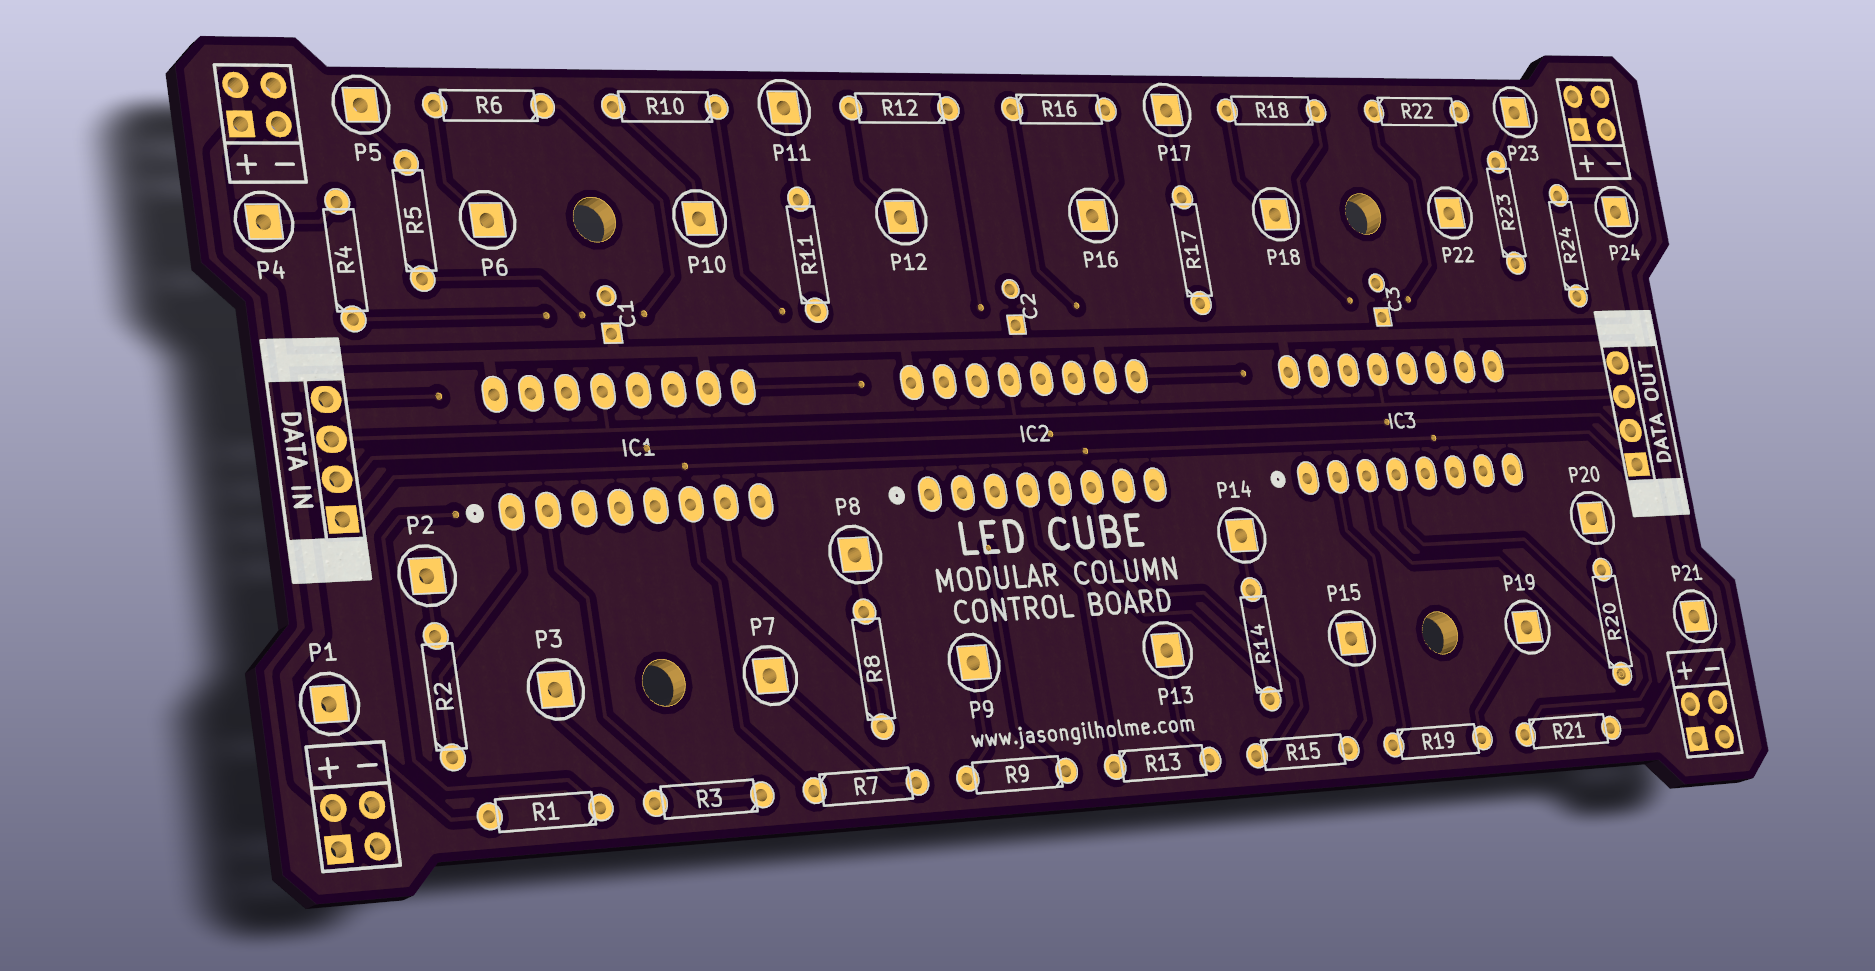 R6
R10
R12
R16
R18
R22
P5
P11
P17
P23
+ −
+ −
R5
R4
R11
R17
R23
R24
P4
P6
P10
P12
P16
P18
P22
P24
C1
C2
C3
DATA IN
DATA OUT
IC1
IC2
IC3
P2
P8
P14
P20
LED CUBE
MODULAR COLUMN
CONTROL BOARD
P1
P3
P7
P15
P19
P21
R2
R8
R14
R20
P9
P13
www.jasongilholme.com
+ −
+ −
R1
R3
R7
R9
R13
R15
R19
R21